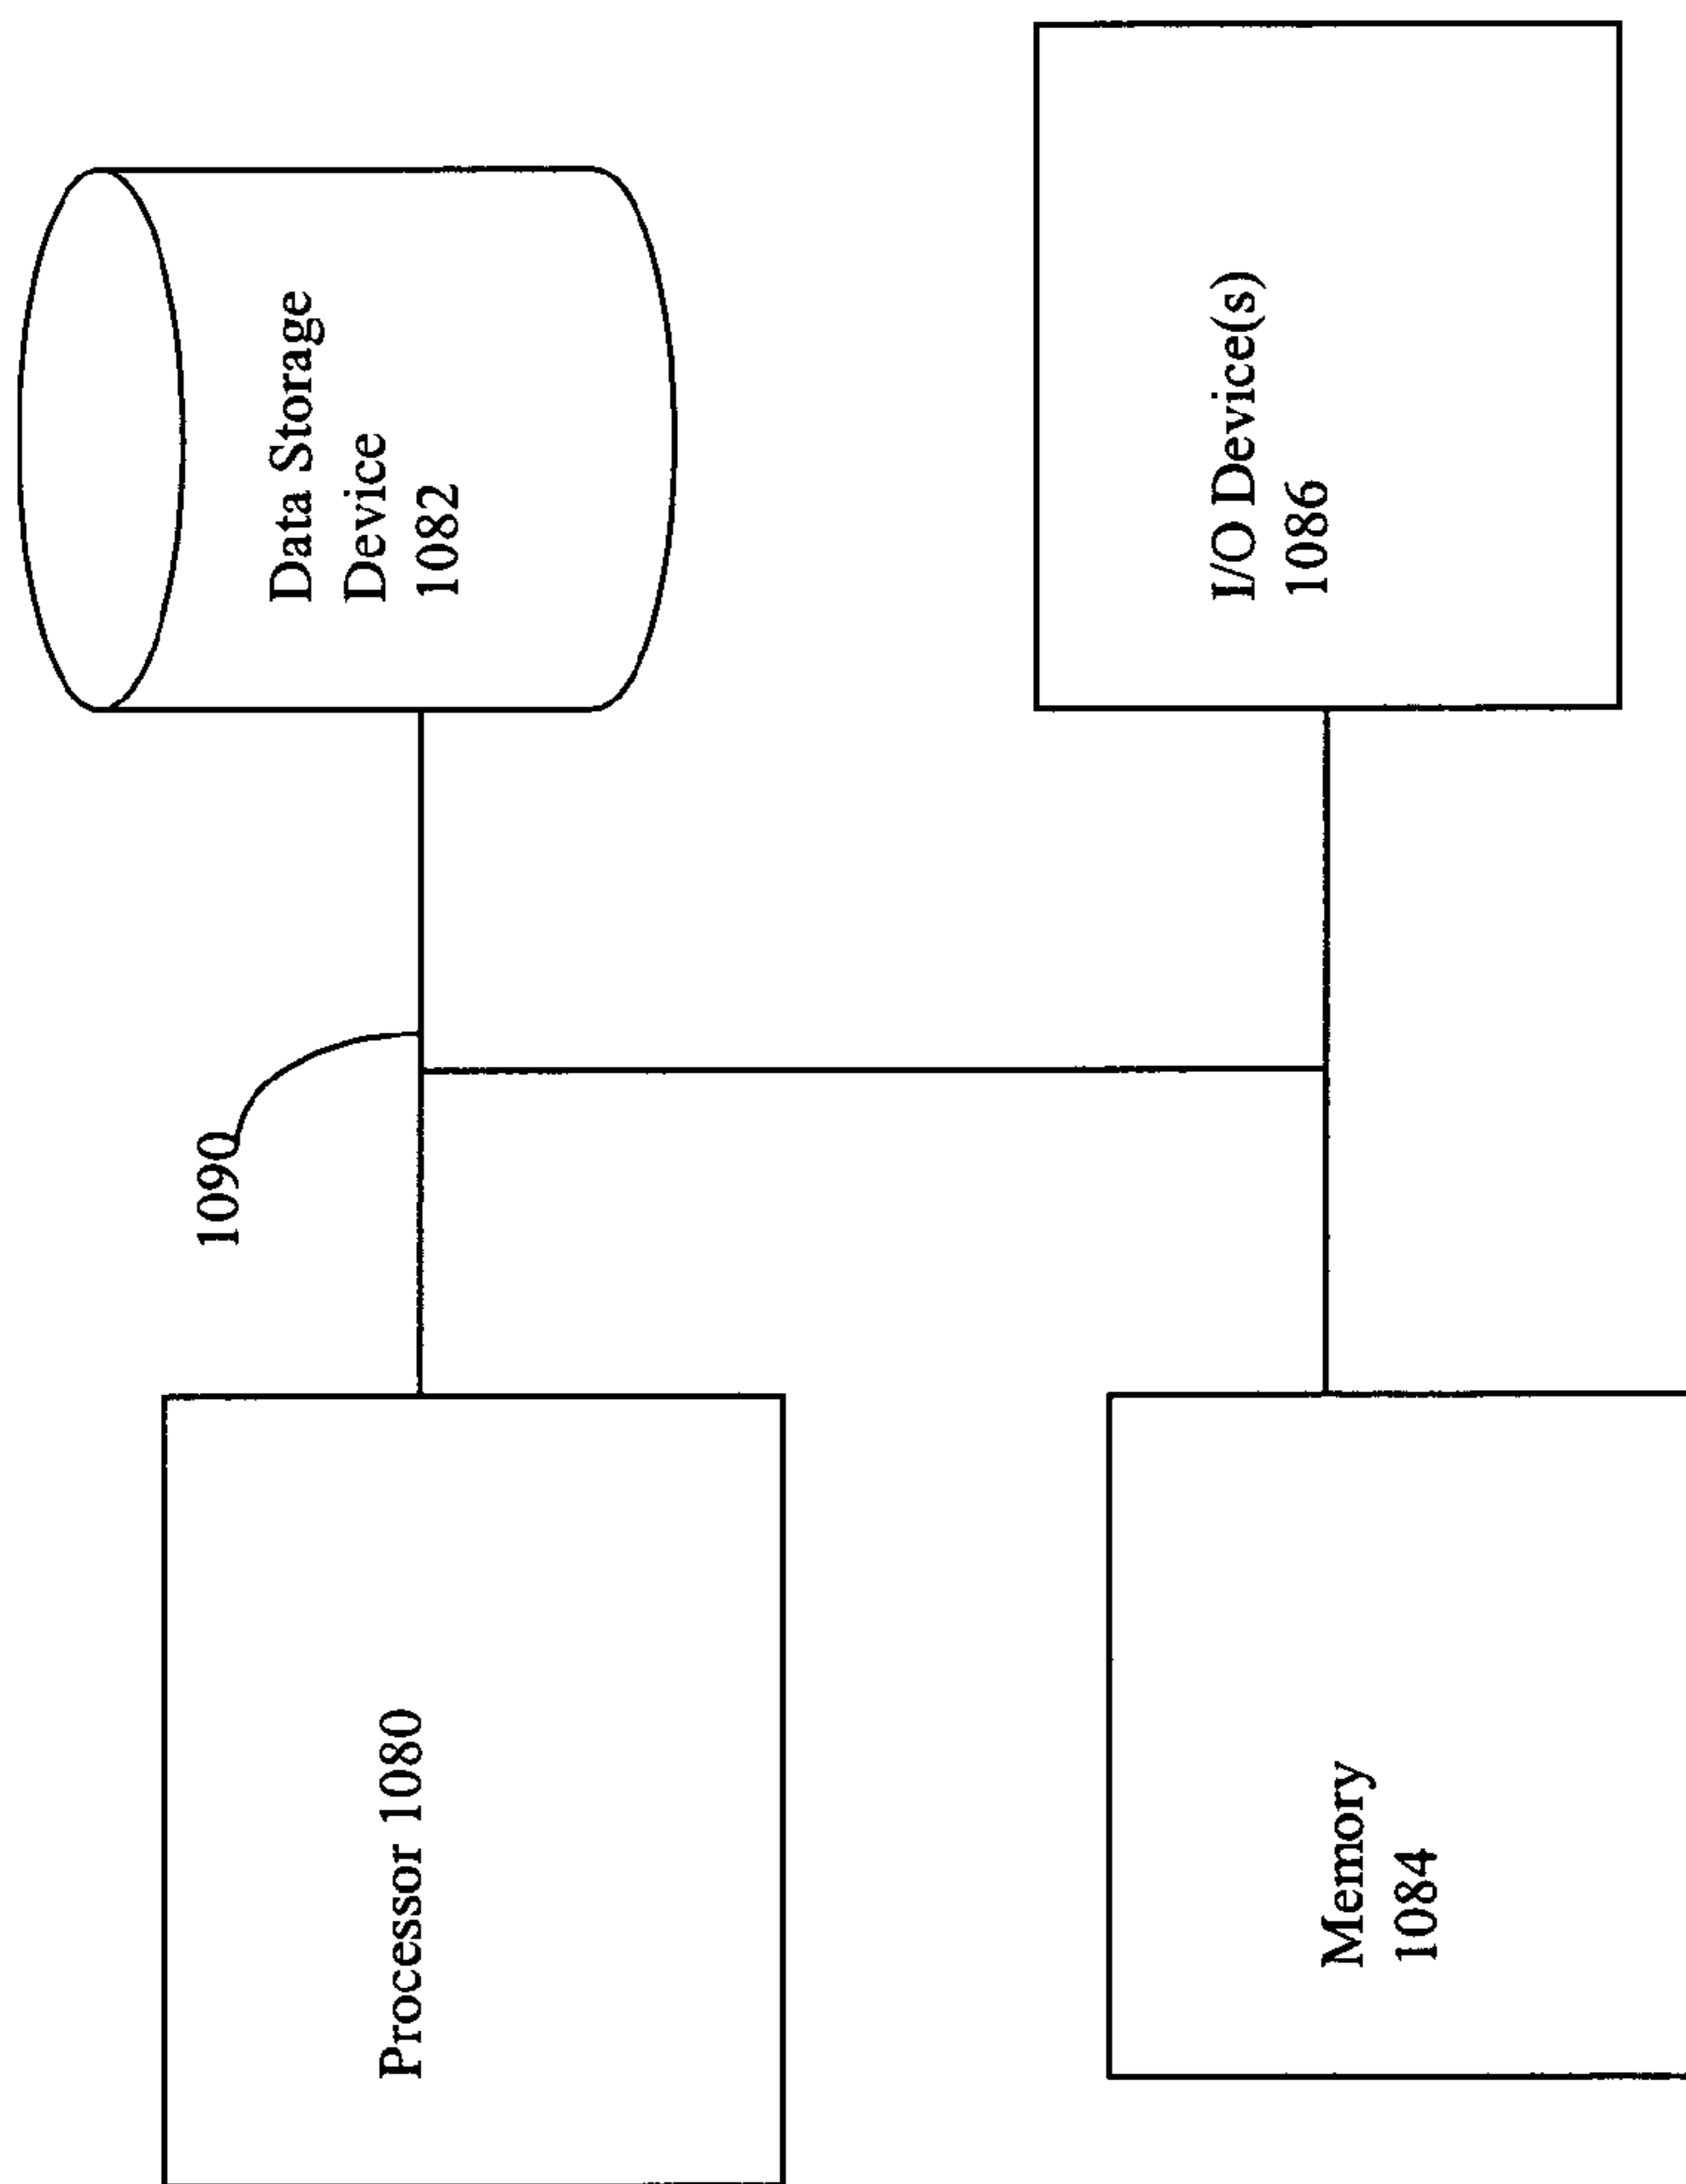 Data Storage
Device
1082
I/O Device(s)
1086
1090
Processor 1080
Memory
1084